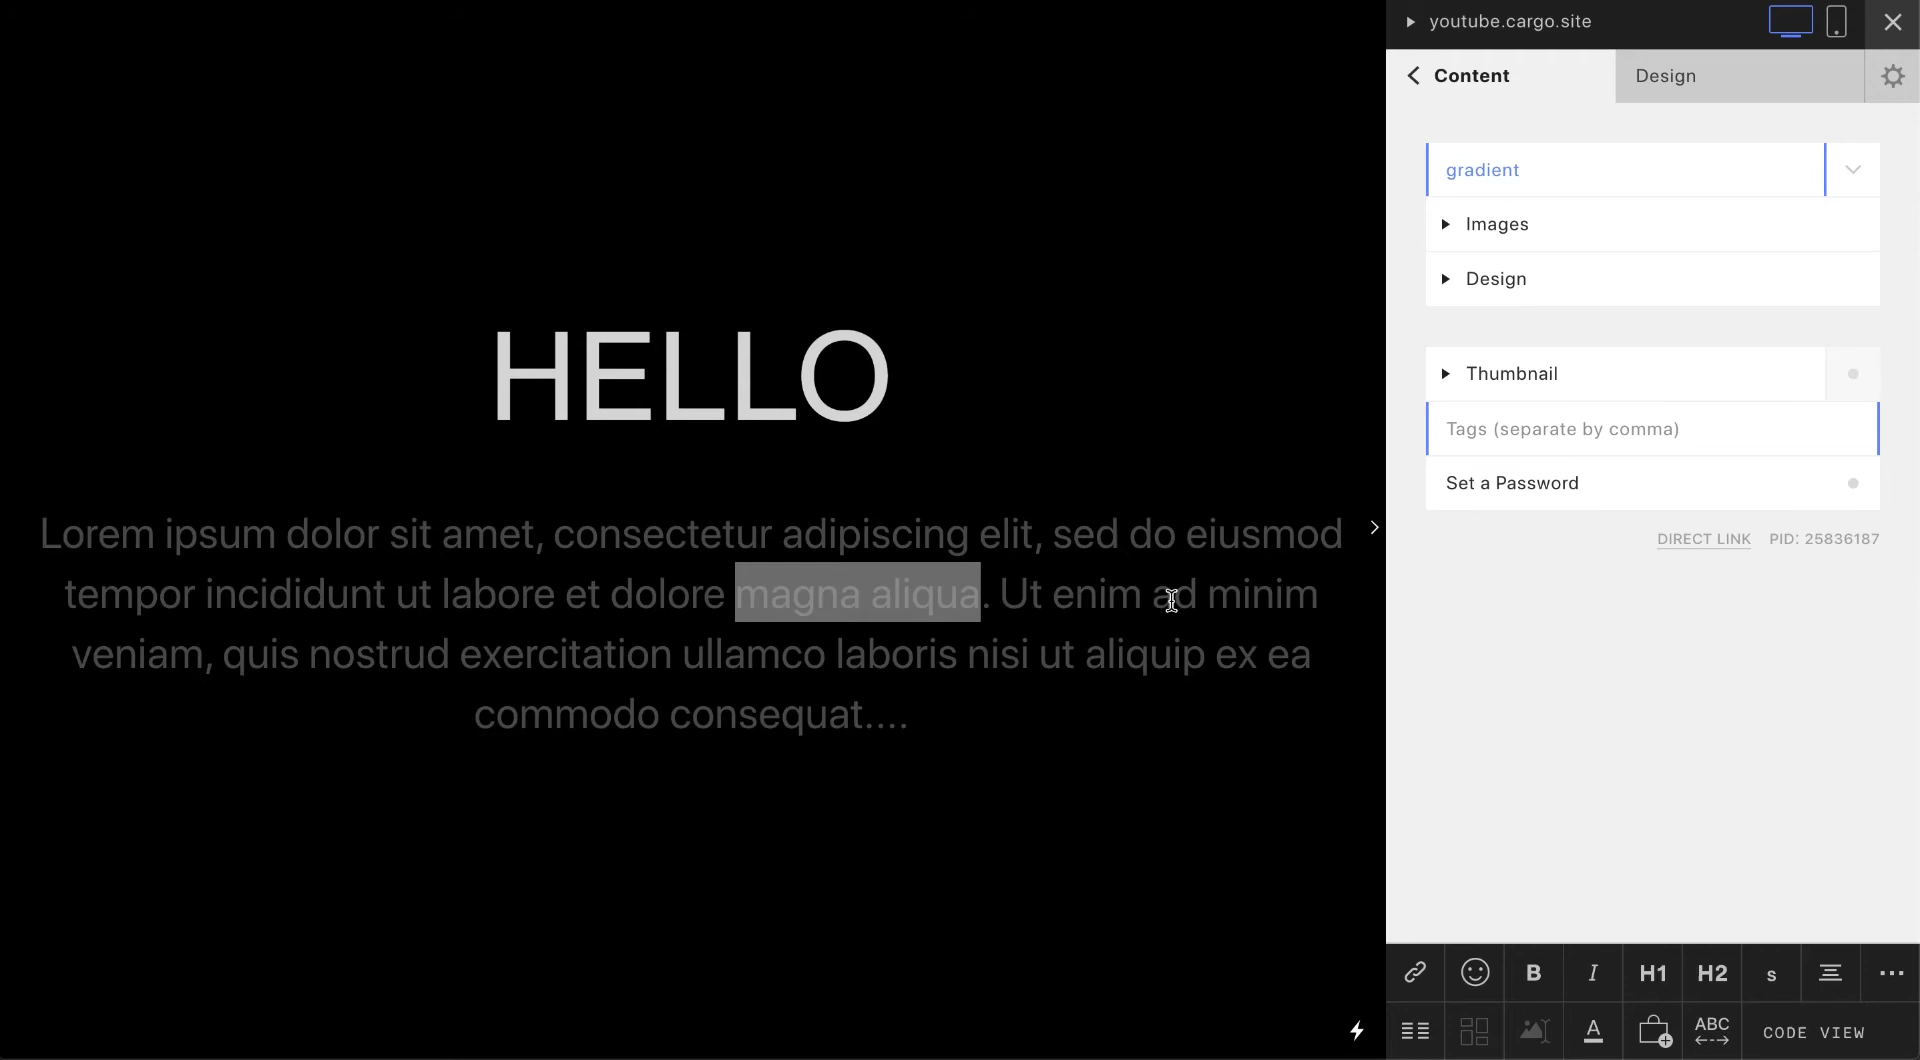 youtube.cargo.site
Content
Design
gradient
Images
Design
HELLO
Thumbnail
Tags (separate by comma)
Set a Password
Lorem ipsum dolor sit amet, consectetur adipiscing elit, sed do eiusmod
tempor incididunt ut labore et dolore magna aliqua. Ut enim ad minim
veniam, quis nostrud exercitation ullamco laboris nisi ut aliquip ex ea
commodo consequat....
DIRECT LINK PID: 25836187
B I H1 H2 s
A ABC CODE VIEW